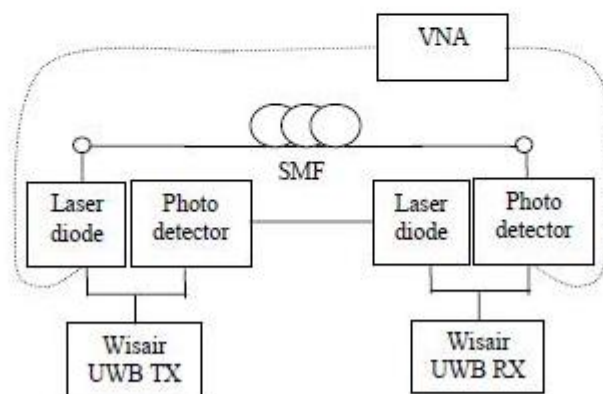 VNA
SMF
Laser
diode
Photo
detector
Laser
diode
Photo
detector
Wisair
UWB TX
Wisair
UWB RX